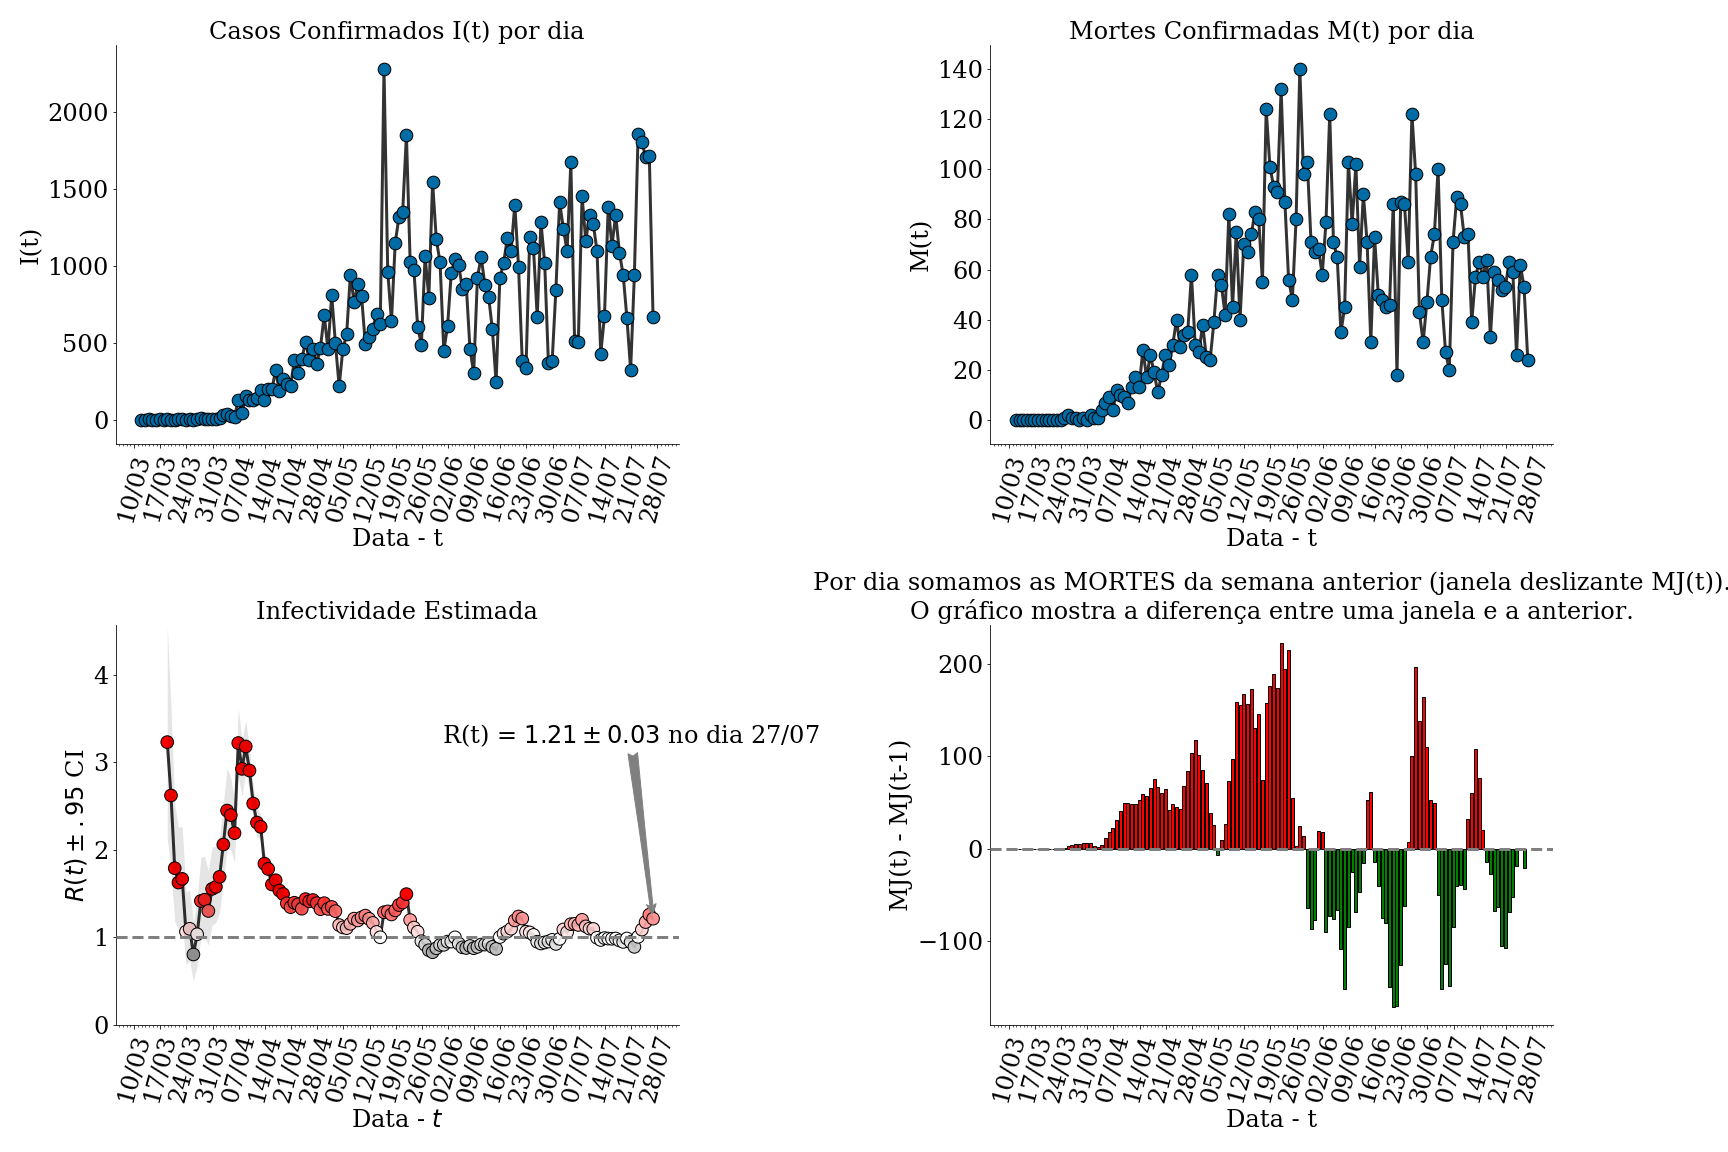 Casos Confirmados I(t) por dia
I(t)
2000
1500
1000
500
0
10/03 17/03 24/03 31/03 07/04 14/04 21/04 28/04 05/05 12/05 19/05 26/05 02/06 09/06 16/06 23/06 30/06 07/07 14/07 21/07 28/07
Data - t
Mortes Confirmadas M(t) por dia
M(t)
140
120
100
80
60
40
20
0
10/03 17/03 24/03 31/03 07/04 14/04 21/04 28/04 05/05 12/05 19/05 26/05 02/06 09/06 16/06 23/06 30/06 07/07 14/07 21/07 28/07
Data - t
Infectividade Estimada
R(t) ± .95 CI
4
3
2
1
0
R(t) = 1.21 ± 0.03 no dia 27/07
10/03 17/03 24/03 31/03 07/04 14/04 21/04 28/04 05/05 12/05 19/05 26/05 02/06 09/06 16/06 23/06 30/06 07/07 14/07 21/07 28/07
Data - t
Por dia somamos as MORTES da semana anterior (janela deslizante MJ(t)).
O gráfico mostra a diferença entre uma janela e a anterior.
MJ(t) - MJ(t-1)
200
100
0
−100
10/03 17/03 24/03 31/03 07/04 14/04 21/04 28/04 05/05 12/05 19/05 26/05 02/06 09/06 16/06 23/06 30/06 07/07 14/07 21/07 28/07
Data - t